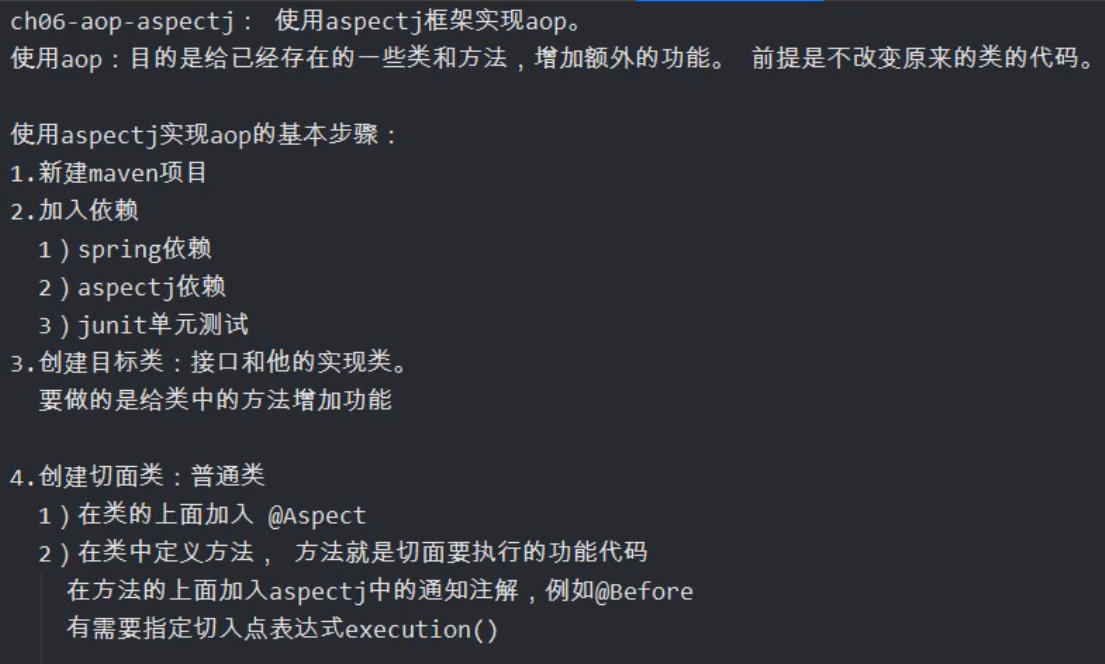 ch06-aop-aspectj： 使用aspectj框架实现aop。
使用aop：目的是给已经存在的一些类和方法，增加额外的功能。 前提是不改变原来的类的代码。
使用aspectj实现aop的基本步骤：
1.新建maven项目
2.加入依赖
1）spring依赖
2）aspectj依赖
3）junit单元测试
3.创建目标类：接口和他的实现类。
要做的是给类中的方法增加功能
4.创建切面类：普通类
1）在类的上面加入 @Aspect
2）在类中定义方法， 方法就是切面要执行的功能代码
在方法的上面加入aspectj中的通知注解，例如@Before
有需要指定切入点表达式execution()